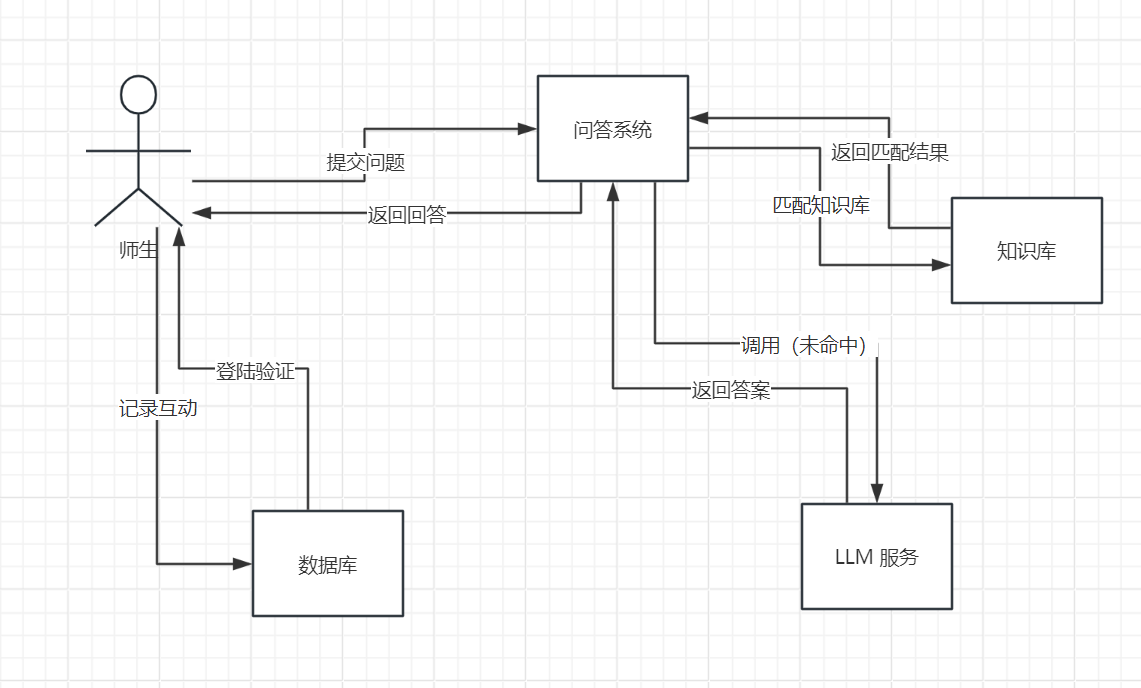 问答系统
提交问题
返回匹配结果
匹配知识库
返回回答
师生
知识库
调用（未命中）
登陆验证
返回答案
记录互动
数据库
LLM 服务